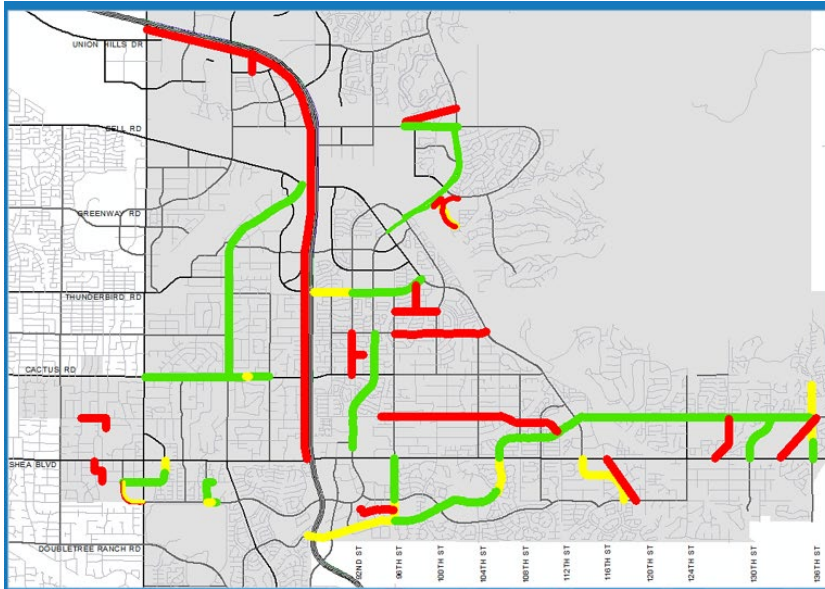 UNION HILLS DR
BELL RD
GREENWAY RD
THUNDERBIRD RD
CACTUS RD
SHEA BLVD
DOUBLETREE RANCH RD
92ND ST
96TH ST
100TH ST
104TH ST
108TH ST
112TH ST
116TH ST
120TH ST
124TH ST
130TH ST
136TH ST